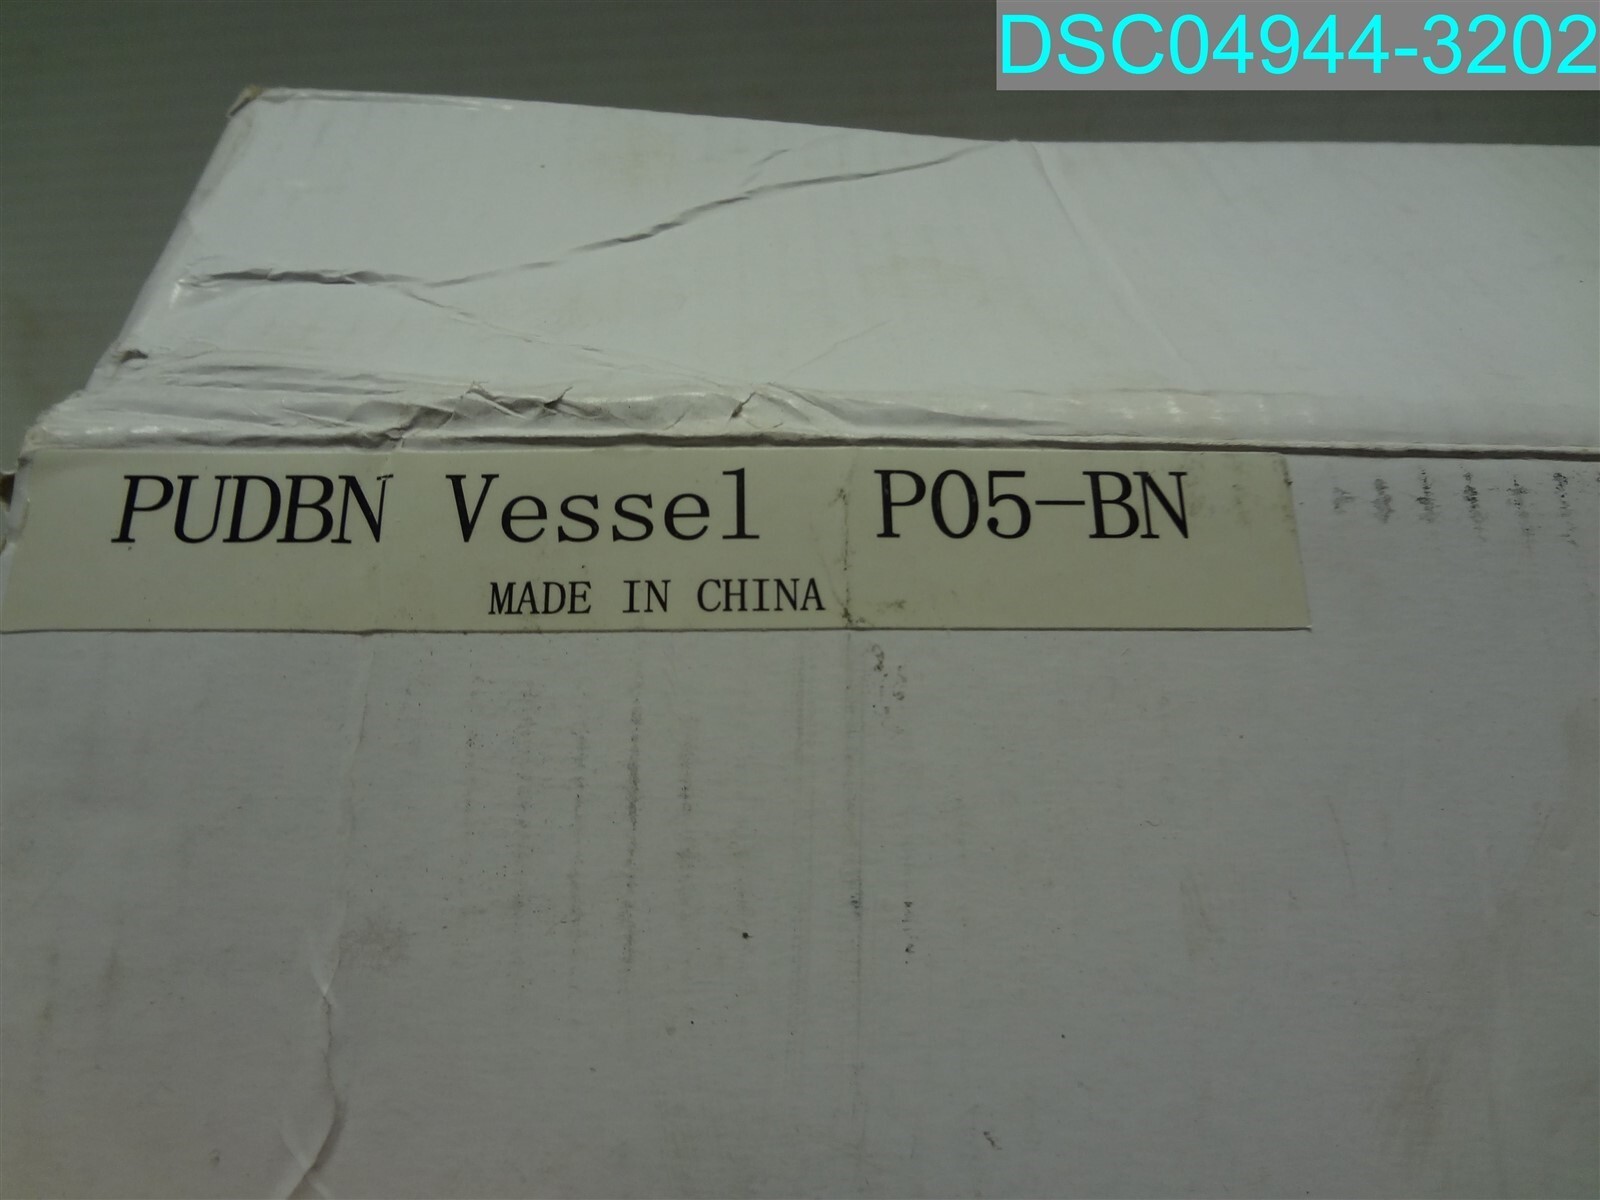 DSC04944-3202
PUDBN Vessel P05-BN
MADE IN CHINA